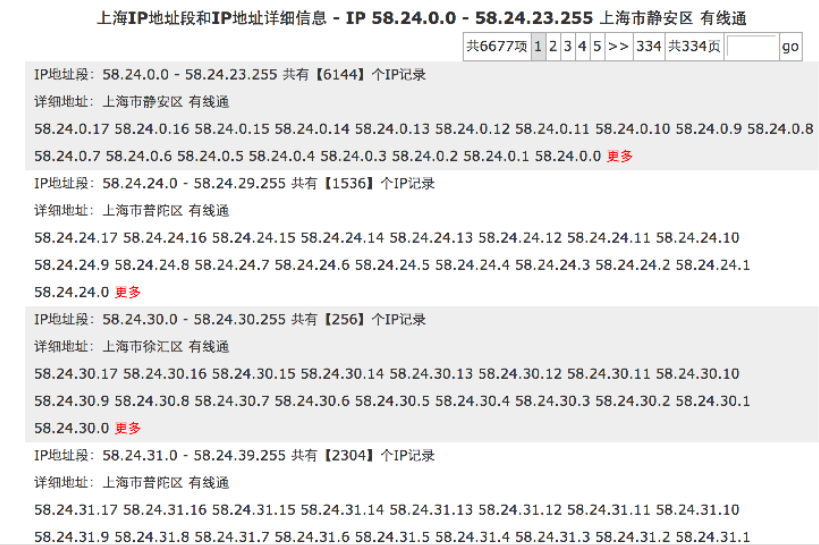 上海IP地址段和IP地址详细信息 - IP 58.24.0.0 - 58.24.23.255 上海市静安区 有线通
共6677项 1 2 3 4 5 >> 334 共334页 go
IP地址段: 58.24.0.0 - 58.24.23.255 共有【6144】个IP记录
详细地址: 上海市静安区 有线通
58.24.0.17 58.24.0.16 58.24.0.15 58.24.0.14 58.24.0.13 58.24.0.12 58.24.0.11 58.24.0.10 58.24.0.9 58.24.0.8
58.24.0.7 58.24.0.6 58.24.0.5 58.24.0.4 58.24.0.3 58.24.0.2 58.24.0.1 58.24.0.0 更多
IP地址段: 58.24.24.0 - 58.24.29.255 共有【1536】个IP记录
详细地址: 上海市普陀区 有线通
58.24.24.17 58.24.24.16 58.24.24.15 58.24.24.14 58.24.24.13 58.24.24.12 58.24.24.11 58.24.24.10
58.24.24.9 58.24.24.8 58.24.24.7 58.24.24.6 58.24.24.5 58.24.24.4 58.24.24.3 58.24.24.2 58.24.24.1
58.24.24.0 更多
IP地址段: 58.24.30.0 - 58.24.30.255 共有【256】个IP记录
详细地址: 上海市徐汇区 有线通
58.24.30.17 58.24.30.16 58.24.30.15 58.24.30.14 58.24.30.13 58.24.30.12 58.24.30.11 58.24.30.10
58.24.30.9 58.24.30.8 58.24.30.7 58.24.30.6 58.24.30.5 58.24.30.4 58.24.30.3 58.24.30.2 58.24.30.1
58.24.30.0 更多
IP地址段: 58.24.31.0 - 58.24.39.255 共有【2304】个IP记录
详细地址: 上海市普陀区 有线通
58.24.31.17 58.24.31.16 58.24.31.15 58.24.31.14 58.24.31.13 58.24.31.12 58.24.31.11 58.24.31.10
58.24.31.9 58.24.31.8 58.24.31.7 58.24.31.6 58.24.31.5 58.24.31.4 58.24.31.3 58.24.31.2 58.24.31.1